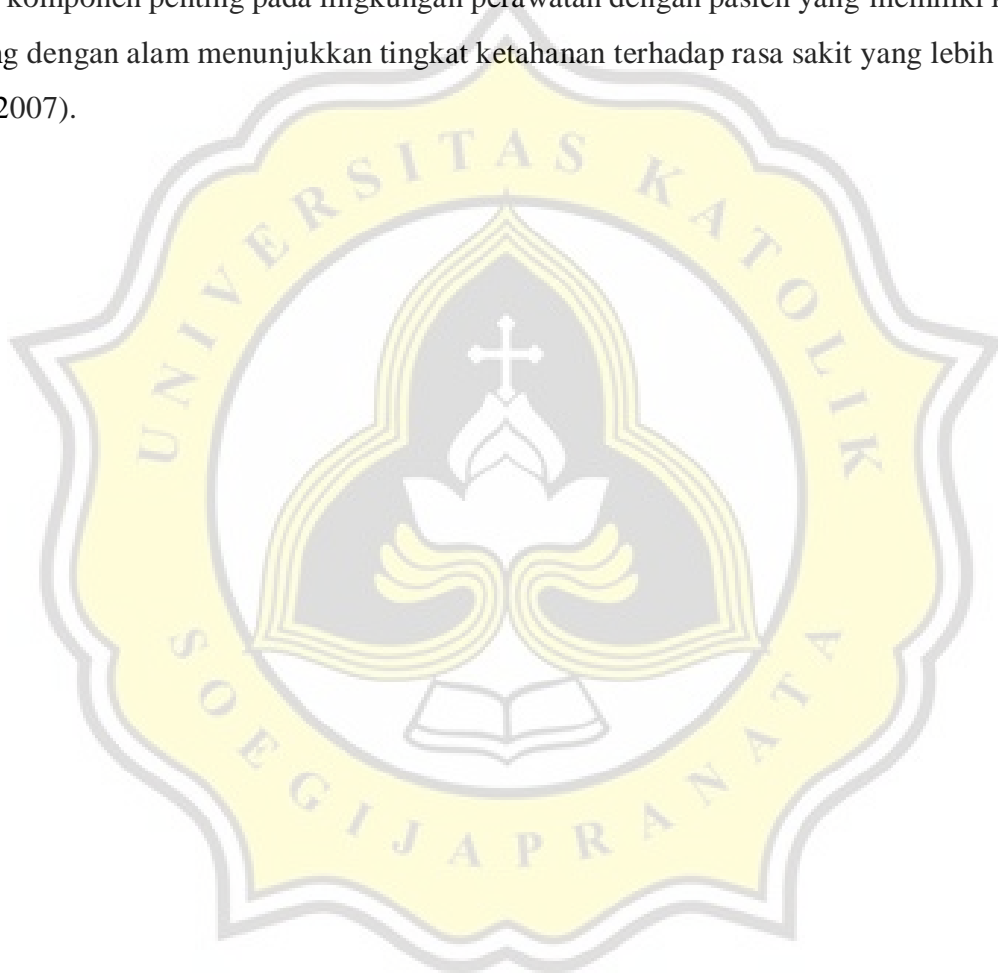 komponen penting pada lingkungan perawatan dengan pasien yang memiliki
g dengan alam menunjukkan tingkat ketahanan terhadap rasa sakit yang lebih
2007).
UNIVERSITAS KATOLIK
SOEGIJAPRANATA